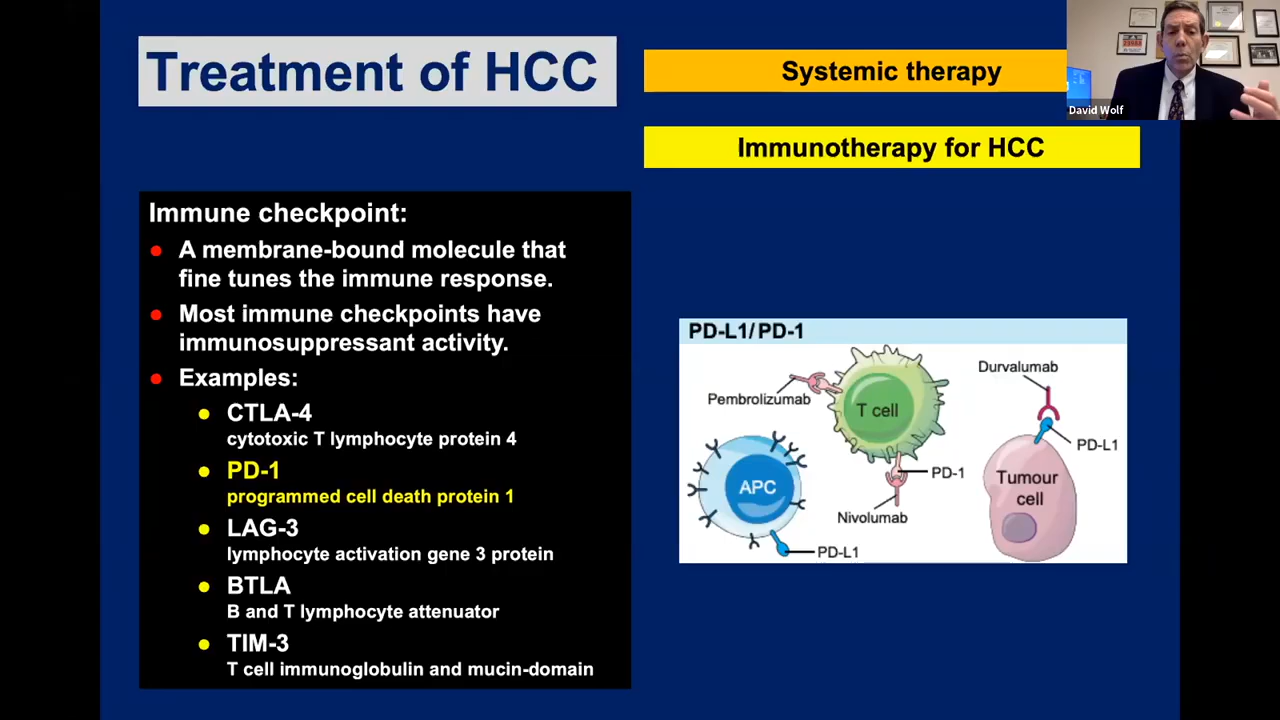 Treatment of HCC
Systemic therapy
David Wolf
Immunotherapy for HCC
Immune checkpoint:
A membrane-bound molecule that
fine tunes the immune response.
Most immune checkpoints have
immunosuppressant activity.
Examples:
CTLA-4
cytotoxic T lymphocyte protein 4
PD-1
programmed cell death protein 1
LAG-3
lymphocyte activation gene 3 protein
BTLA
B and T lymphocyte attenuator
TIM-3
T cell immunoglobulin and mucin-domain
PD-L1/PD-1
Durvalumab
Pembrolizumab
T cell
PD-L1
PD-1
APC
Tumour
cell
Nivolumab
PD-L1